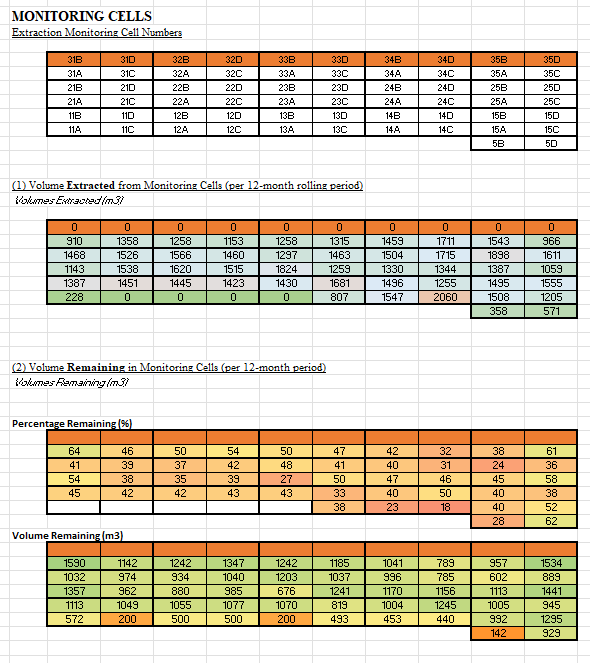 MONITORING CELLS
Extraction Monitoring Cell Numbers
31B 31D 32B 32D 33B 33D 34B 34D 35B 35D
31A 31C 32A 32C 33A 33C 34A 34C 35A 35C
21B 21D 22B 22D 23B 23D 24B 24D 25B 25D
21A 21C 22A 22C 23A 23C 24A 24C 25A 25C
11B 11D 12B 12D 13B 13D 14B 14D 15B 15D
11A 11C 12A 12C 13A 13C 14A 14C 15A 15C
5B 5D
(1) Volume Extracted from Monitoring Cells (per 12-month rolling period)
Volumes Extracted (m3)
0 0 0 0 0 0 0 0 0 0
910 1358 1258 1153 1258 1315 1459 1711 1543 966
1468 1526 1566 1460 1297 1463 1504 1715 1898 1611
1143 1538 1620 1515 1824 1259 1330 1344 1387 1059
1387 1451 1445 1423 1430 1681 1496 1255 1495 1555
228 0 0 0 0 807 1547 2060 1508 1205
358 571
(2) Volume Remaining in Monitoring Cells (per 12-month period)
Volumes Remaining (m3)
Percentage Remaining (%)
64 46 50 54 50 47 42 32 38 61
41 39 37 42 48 41 40 31 24 36
54 38 35 39 27 50 47 46 45 58
45 42 42 43 43 33 40 50 40 38
38 23 18 40 52
28 62
Volume Remaining (m3)
1590 1142 1242 1347 1242 1185 1041 789 957 1534
1032 974 934 1040 1203 1037 996 785 602 889
1357 962 880 985 676 1241 1170 1156 1113 1441
1113 1049 1055 1077 1070 819 1004 1245 1005 945
572 200 500 500 200 493 453 440 992 1295
142 929